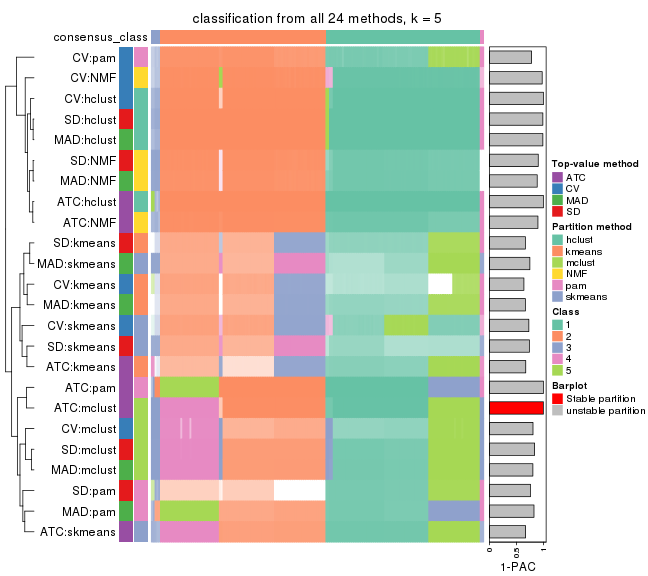 classification from all 24 methods, k = 5
consensus_class
CV:pam
CV:NMF
CV:hclust
SD:hclust
MAD:hclust
SD:NMF
MAD:NMF
ATC:hclust
ATC:NMF
SD:kmeans
MAD:skmeans
CV:kmeans
MAD:kmeans
CV:skmeans
SD:skmeans
ATC:kmeans
ATC:pam
ATC:mclust
CV:mclust
SD:mclust
MAD:mclust
SD:pam
MAD:pam
ATC:skmeans
0
0.5
1
1-PAC
Top-value method
ATC
CV
MAD
SD
Partition method
hclust
kmeans
mclust
NMF
pam
skmeans
Class
1
2
3
4
5
Barplot
Stable partition
unstable partition